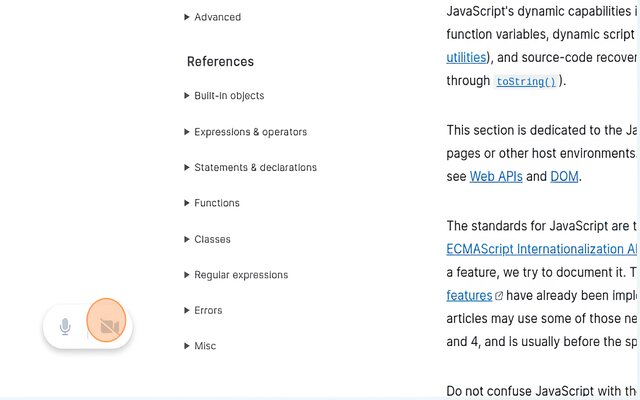 Advanced
References
Built-in objects
Expressions & operators
Statements & declarations
Functions
Classes
Regular expressions
Errors
Misc
JavaScript's dynamic capabilities i
function variables, dynamic script
utilities), and source-code recover
through toString() ).
This section is dedicated to the Ja
pages or other host environments.
see Web APIs and DOM.
The standards for JavaScript are t
ECMAScript Internationalization A
a feature, we try to document it. T
features have already been imple
articles may use some of those ne
and 4, and is usually before the sp
Do not confuse JavaScript with th